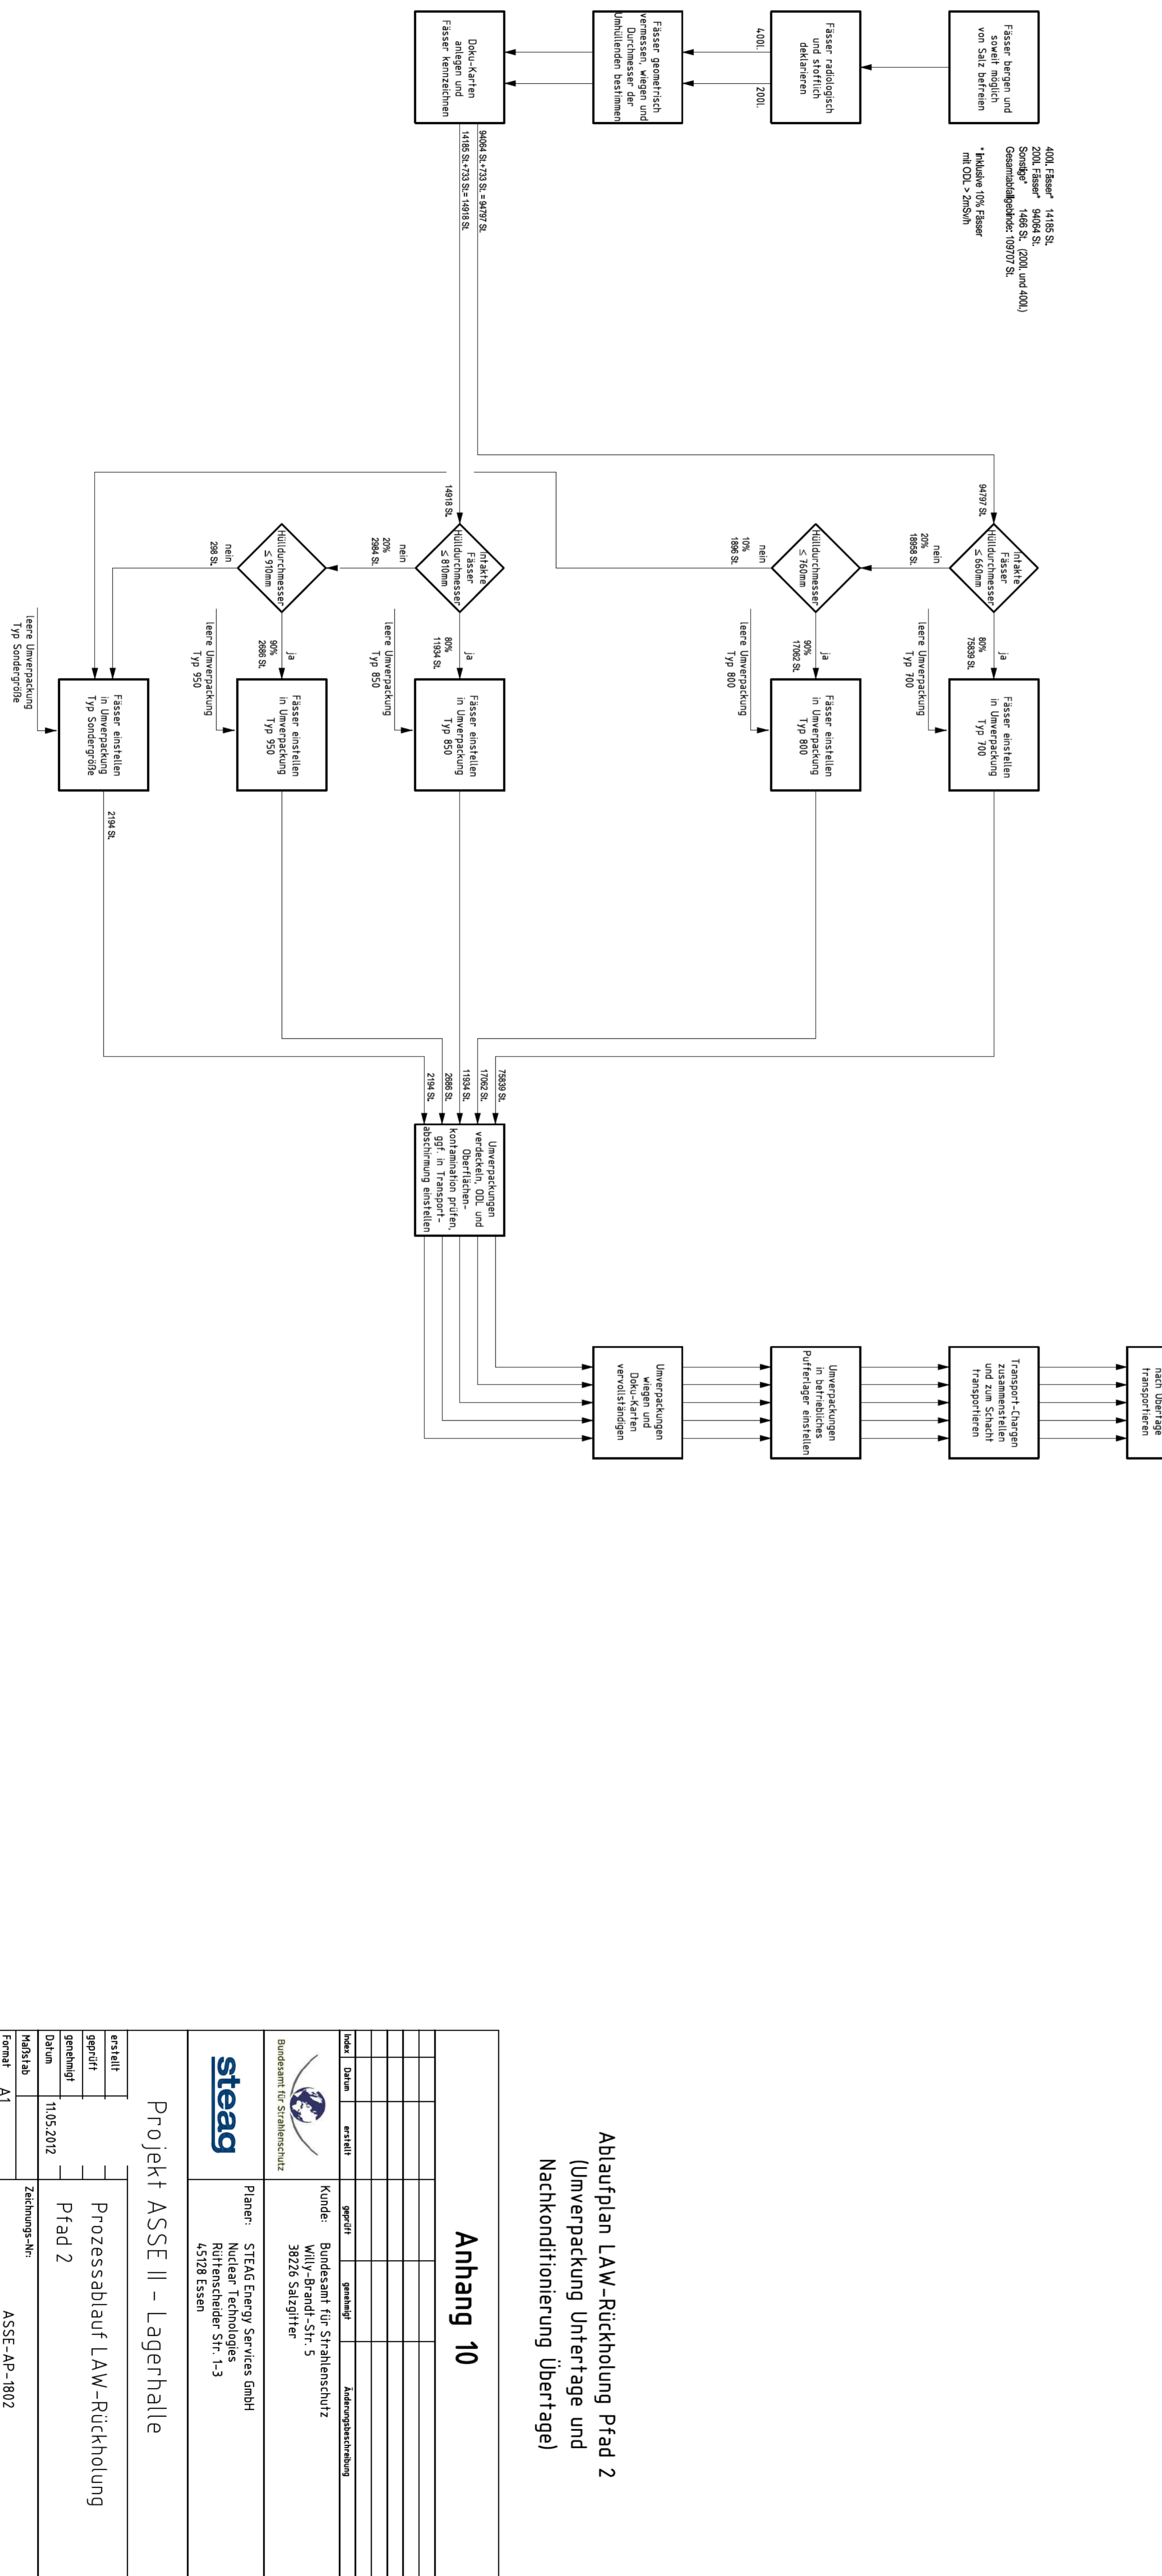 400l. Fässer* 14185 St.
200l. Fässer* 94064 St.
Sonstige* 1466 St. (200l. und 400l.)
Gesamtabfallgebinde: 109707 St.
* inklusive 10% Fässer
mit ODL > 2mSv/h
Fässer bergen und
soweit möglich
von Salz befreien
Fässer radiologisch
und stofflich
deklarieren
400l.
200l.
Fässer geometrisch
vermessen, wiegen und
Durchmesser der
Umhüllenden bestimmen
Doku-Karten
anlegen und
Fässer kennzeichnen
94064 St.+733 St. = 94797 St.
14185 St.+733 St.= 14918 St.
94797 St.
Intakte
Fässer
Hülldurchmesser
≤ 660mm
ja
80%
75839 St.
nein
20%
18958 St.
leere Umverpackung
Typ 700
Fässer einstellen
in Umverpackung
Typ 700
Hülldurchmesser
≤ 760mm
ja
90%
17062 St.
nein
10%
1896 St.
leere Umverpackung
Typ 800
Fässer einstellen
in Umverpackung
Typ 800
14918 St.
Intakte
Fässer
Hülldurchmesser
≤ 810mm
ja
80%
11934 St.
nein
20%
2984 St.
leere Umverpackung
Typ 850
Fässer einstellen
in Umverpackung
Typ 850
Hülldurchmesser
≤ 910mm
ja
90%
2686 St.
nein
298 St.
leere Umverpackung
Typ 950
Fässer einstellen
in Umverpackung
Typ 950
Fässer einstellen
in Umverpackung
Typ Sondergröße
leere Umverpackung
Typ Sondergröße
2194 St.
75839 St.
17062 St.
11934 St.
2686 St.
2194 St.
Umverpackungen
verdeckeln, ODL und
Oberflächen-
kontamination prüfen,
ggf. in Transport-
abschirmung einstellen
Umverpackungen
wiegen und
Doku-Karten
vervollständigen
Umverpackungen
in betriebliches
Pufferlager einstellen
Transport-Chargen
zusammenstellen
und zum Schacht
transportieren
nach Übertage
transportieren
Ablaufplan LAW-Rückholung Pfad 2
(Umverpackung Untertage und
Nachkonditionierung Übertage)
Anhang 10
Index Datum erstellt geprüft genehmigt Änderungsbeschreibung
Bundesamt für Strahlenschutz
Kunde: Bundesamt für Strahlenschutz
Willy-Brandt-Str. 5
38226 Salzgitter
steag
Planer: STEAG Energy Services GmbH
Nuclear Technologies
Rüttenscheider Str. 1-3
45128 Essen
Projekt ASSE II - Lagerhalle
erstellt
geprüft
genehmigt
Datum 11.05.2012
Prozessablauf LAW-Rückholung
Pfad 2
Maßstab
Format A1
Zeichnungs-Nr:
ASSE-AP-1802